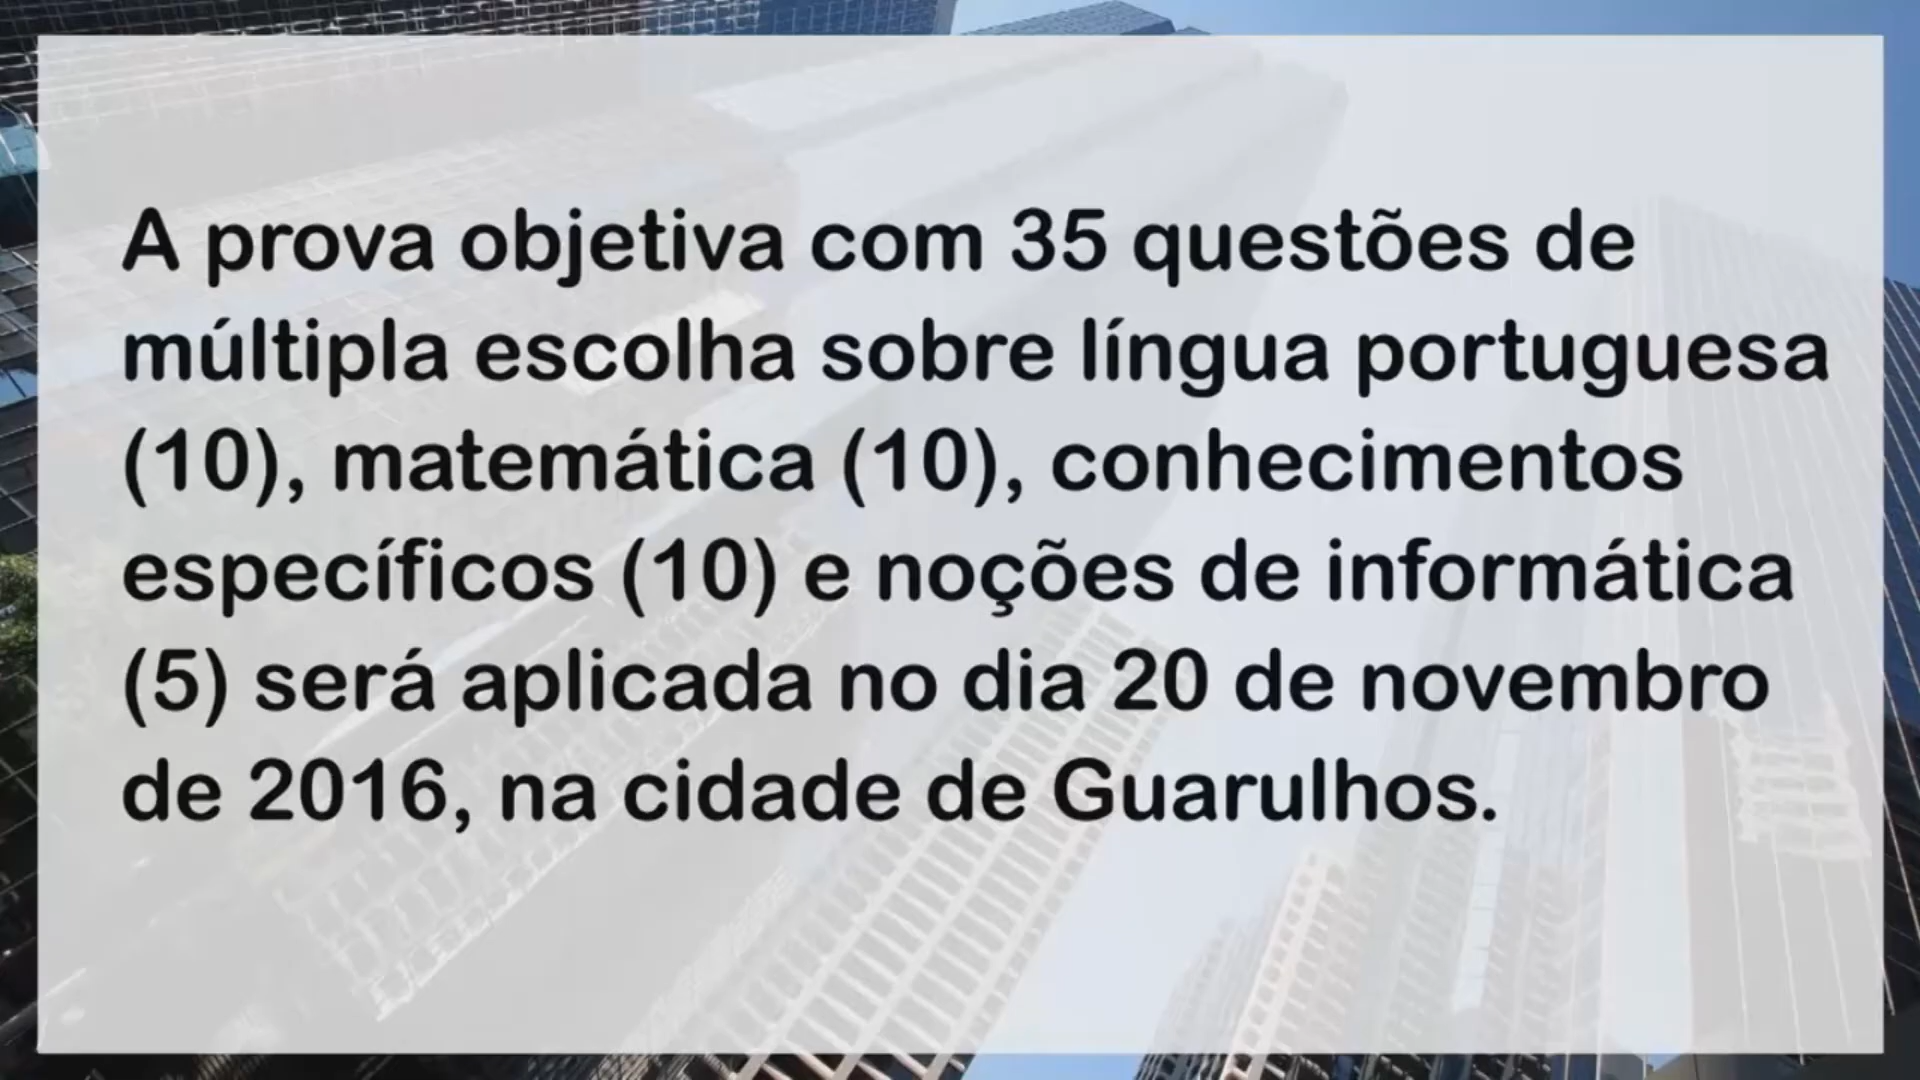 A prova objetiva com 35 questões de
múltipla escolha sobre língua portuguesa
(10), matemática (10), conhecimentos
específicos (10) e noções de informática
(5) será aplicada no dia 20 de novembro
de 2016, na cidade de Guarulhos.